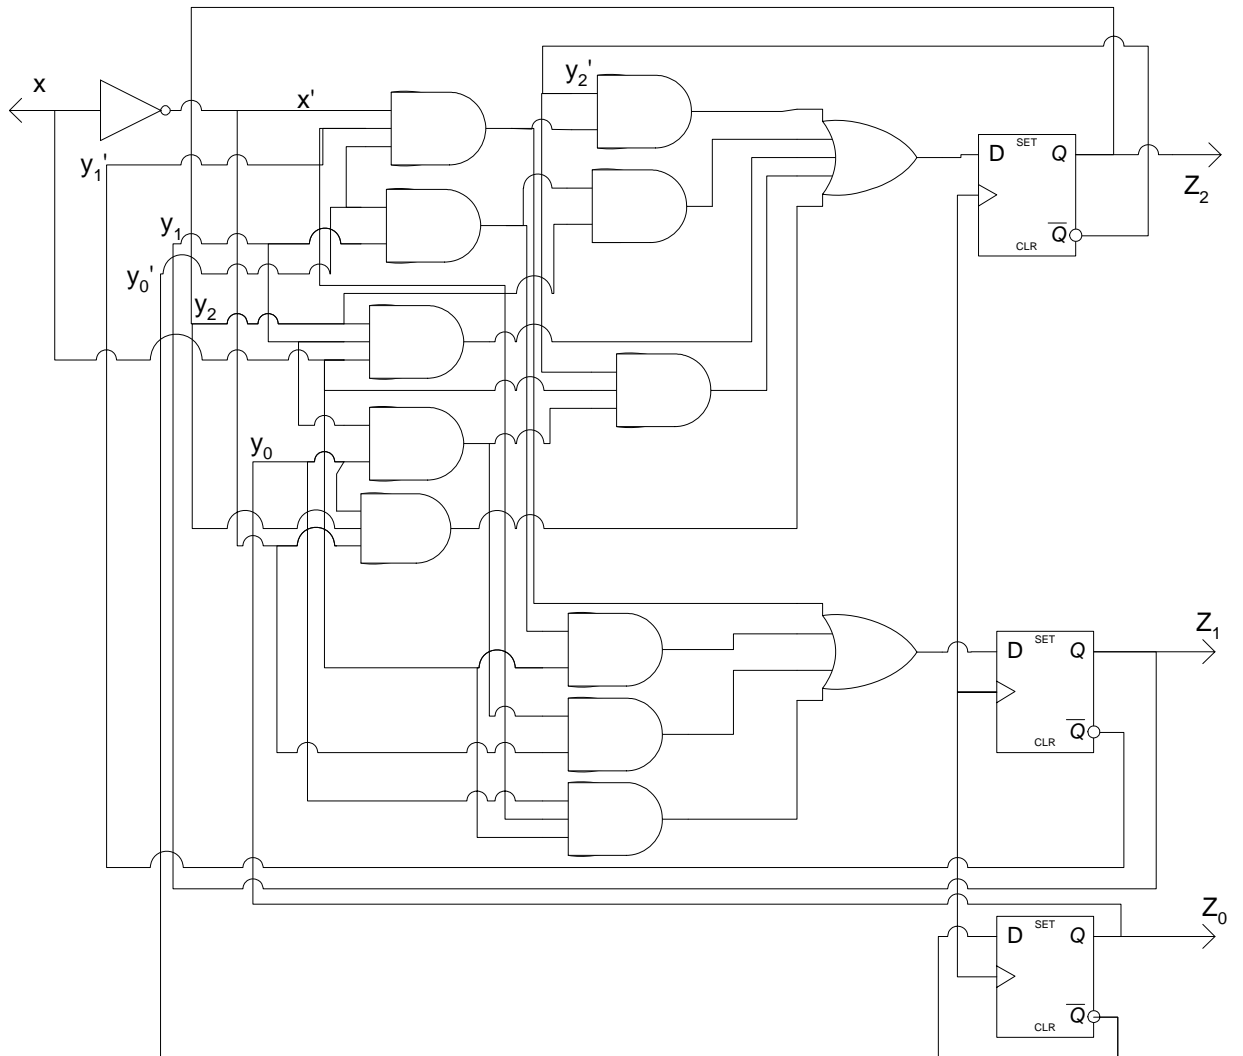 y₂'
x
x'
SET
D Q
y₁'
Z₂
y₁
Q̅
CLR
y₀'
y₂
y₀
Z₁
SET
D Q
Q̅
CLR
Z₀
SET
D Q
Q̅
CLR